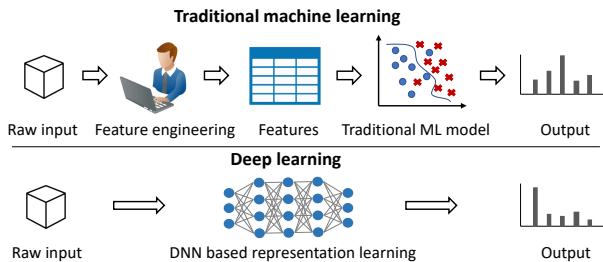 Traditional machine learning
Raw input Feature engineering Features Traditional ML model Output
Deep learning
Raw input DNN based representation learning Output